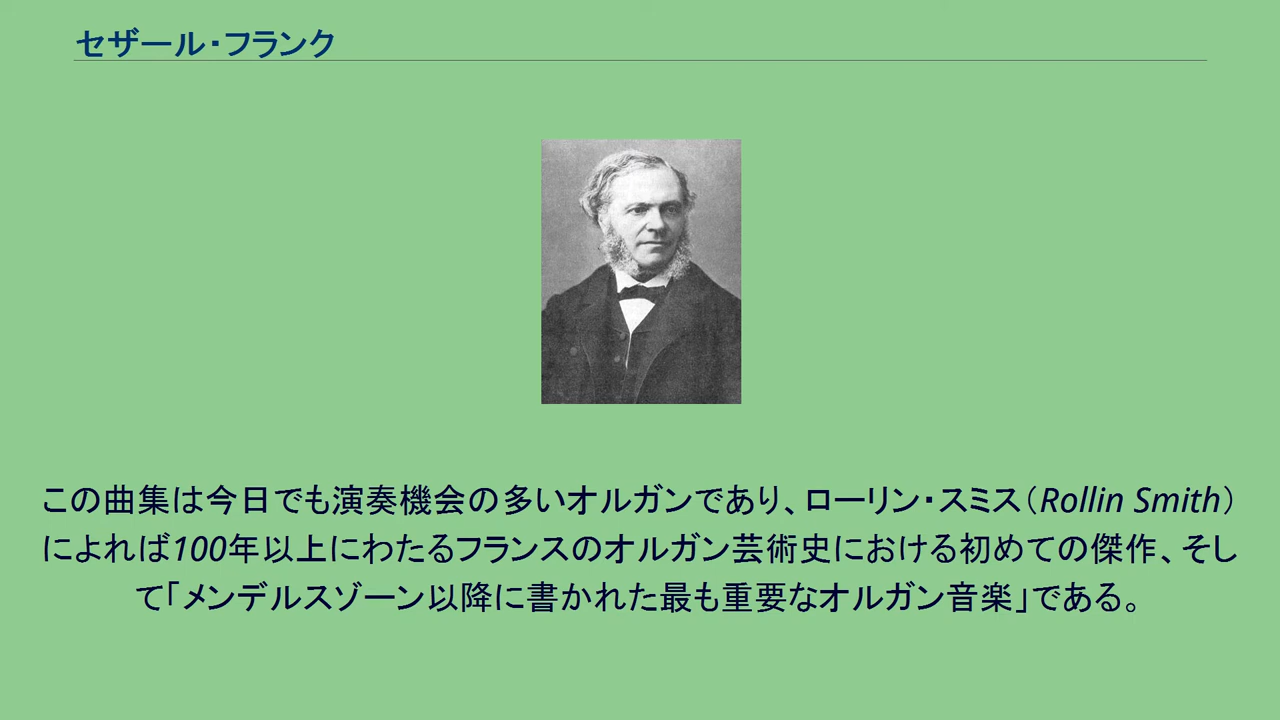 セザール・フランク
この曲集は今日でも演奏機会の多いオルガンであり、ローリン・スミス（Rollin Smith）
によれば100年以上にわたるフランスのオルガン芸術史における初めての傑作、そし
て「メンデルスゾーン以降に書かれた最も重要なオルガン音楽」である。